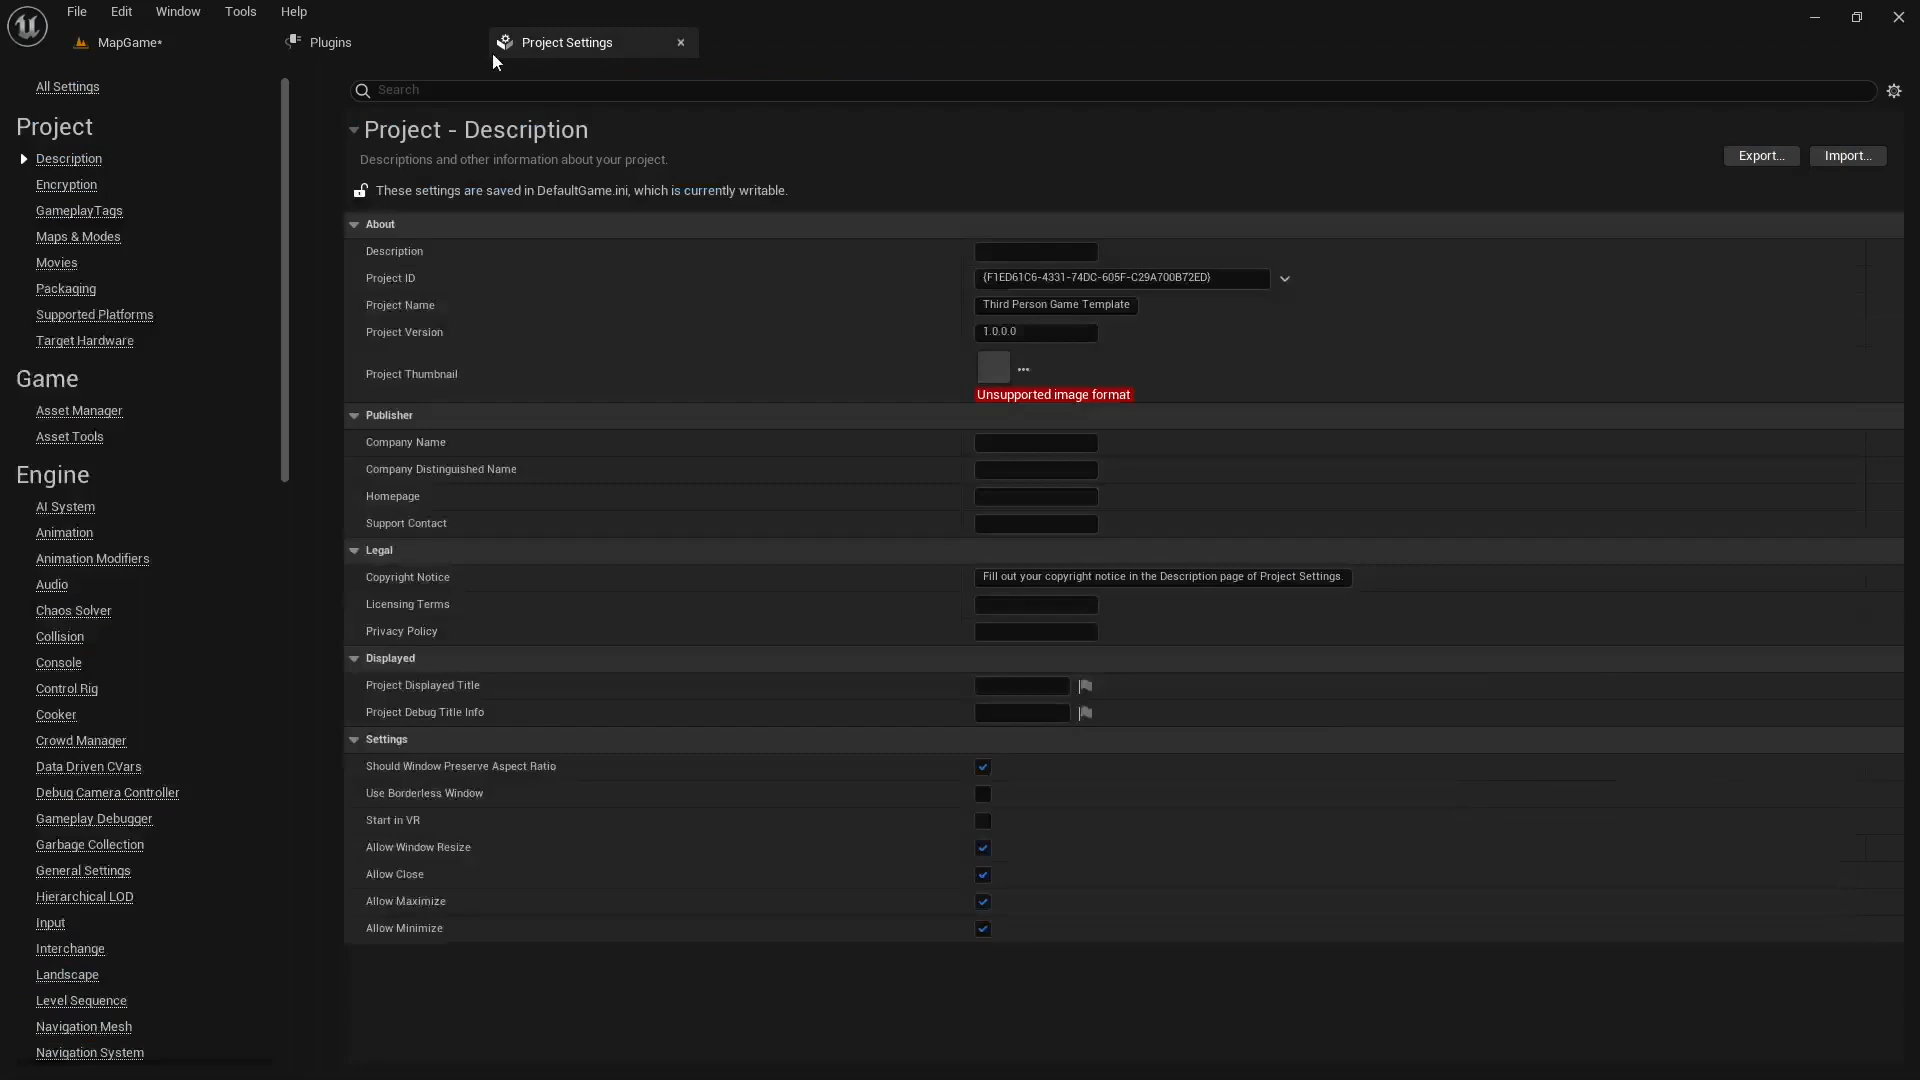 File Edit Window Tools Help
MapGame* Plugins Project Settings
All Settings
Project
Description
Encryption
GameplayTags
Maps & Modes
Movies
Packaging
Supported Platforms
Target Hardware
Game
Asset Manager
Asset Tools
Engine
AI System
Animation
Animation Modifiers
Audio
Chaos Solver
Collision
Console
Control Rig
Cooker
Crowd Manager
Data Driven CVars
Debug Camera Controller
Gameplay Debugger
Garbage Collection
General Settings
Hierarchical LOD
Input
Interchange
Landscape
Level Sequence
Navigation Mesh
Navigation System
Search
Project - Description
Descriptions and other information about your project.
Export... Import...
These settings are saved in DefaultGame.ini, which is currently writable.
About
Description
Project ID {F1ED61C6-4331-74DC-605F-C29A700B72ED}
Project Name Third Person Game Template
Project Version 1.0.0.0
Project Thumbnail
Unsupported image format
Publisher
Company Name
Company Distinguished Name
Homepage
Support Contact
Legal
Copyright Notice Fill out your copyright notice in the Description page of Project Settings.
Licensing Terms
Privacy Policy
Displayed
Project Displayed Title
Project Debug Title Info
Settings
Should Window Preserve Aspect Ratio
Use Borderless Window
Start in VR
Allow Window Resize
Allow Close
Allow Maximize
Allow Minimize